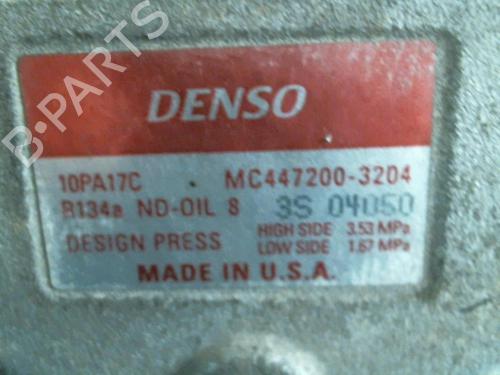 DENSO
10PA17C MC447200-3204
R134a ND-OIL 8 3S 04050
DESIGN PRESS HIGH SIDE 3.53 MPa
LOW SIDE 1.67 MPa
MADE IN U.S.A.
B-PARTS